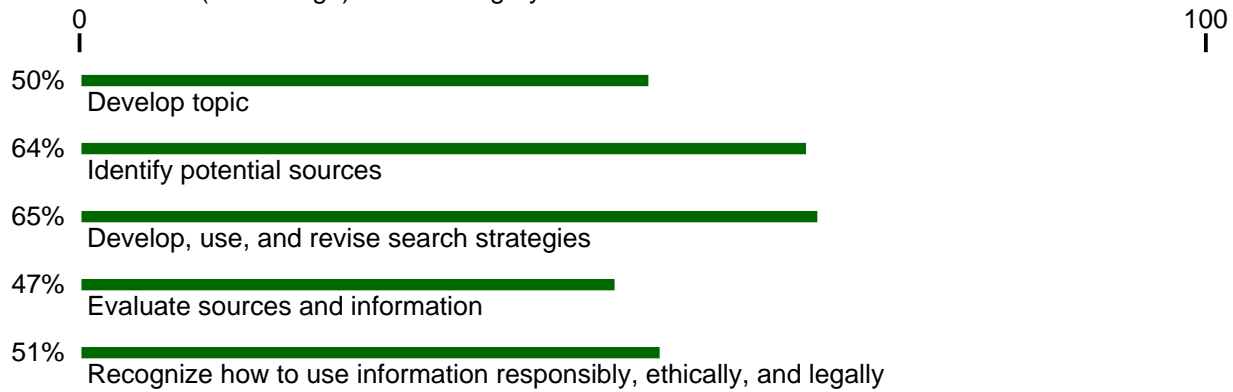 0 100
50%
Develop topic
64%
Identify potential sources
65%
Develop, use, and revise search strategies
47%
Evaluate sources and information
51%
Recognize how to use information responsibly, ethically, and legally